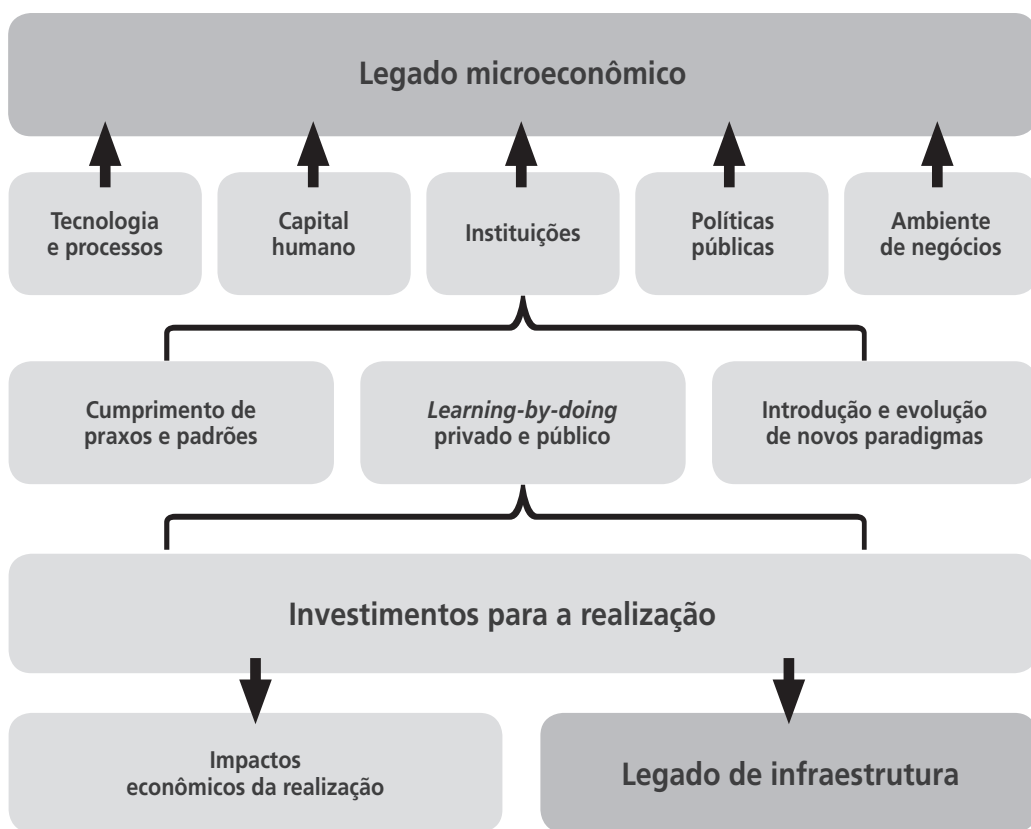 Legado microeconômico
Tecnologia
e processos
Capital
humano
Instituições
Políticas
públicas
Ambiente
de negócios
Cumprimento de
praxos e padrões
Learning-by-doing
privado e público
Introdução e evolução
de novos paradigmas
Investimentos para a realização
Impactos
econômicos da realização
Legado de infraestrutura